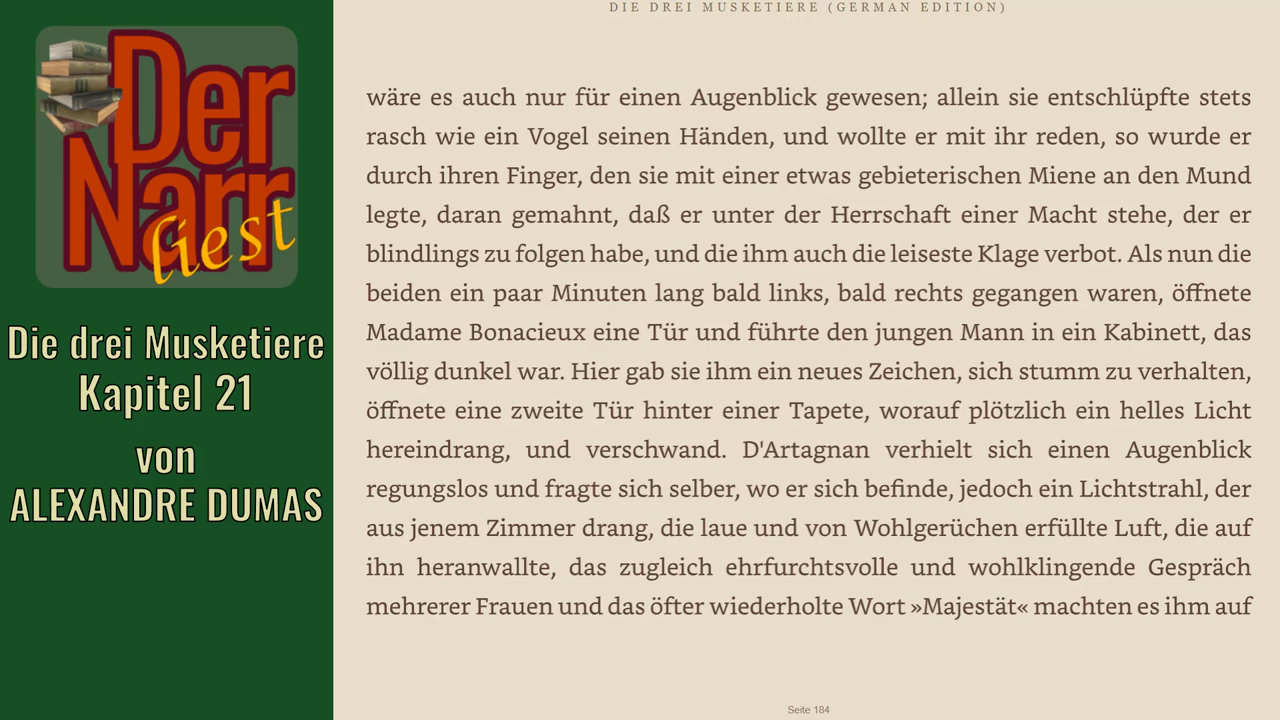 Der
Narr
liest
Die drei Musketiere
Kapitel 21
von
ALEXANDRE DUMAS
DIE DREI MUSKETIERE (GERMAN EDITION)
wäre es auch nur für einen Augenblick gewesen; allein sie entschlüpfte stets
rasch wie ein Vogel seinen Händen, und wollte er mit ihr reden, so wurde er
durch ihren Finger, den sie mit einer etwas gebieterischen Miene an den Mund
legte, daran gemahnt, daß er unter der Herrschaft einer Macht stehe, der er
blindlings zu folgen habe, und die ihm auch die leiseste Klage verbot. Als nun die
beiden ein paar Minuten lang bald links, bald rechts gegangen waren, öffnete
Madame Bonacieux eine Tür und führte den jungen Mann in ein Kabinett, das
völlig dunkel war. Hier gab sie ihm ein neues Zeichen, sich stumm zu verhalten,
öffnete eine zweite Tür hinter einer Tapete, worauf plötzlich ein helles Licht
hereindrang, und verschwand. D'Artagnan verhielt sich einen Augenblick
regungslos und fragte sich selber, wo er sich befinde, jedoch ein Lichtstrahl, der
aus jenem Zimmer drang, die laue und von Wohlgerüchen erfüllte Luft, die auf
ihn heranwallte, das zugleich ehrfurchtsvolle und wohlklingende Gespräch
mehrerer Frauen und das öfter wiederholte Wort »Majestät« machten es ihm auf
Seite 184